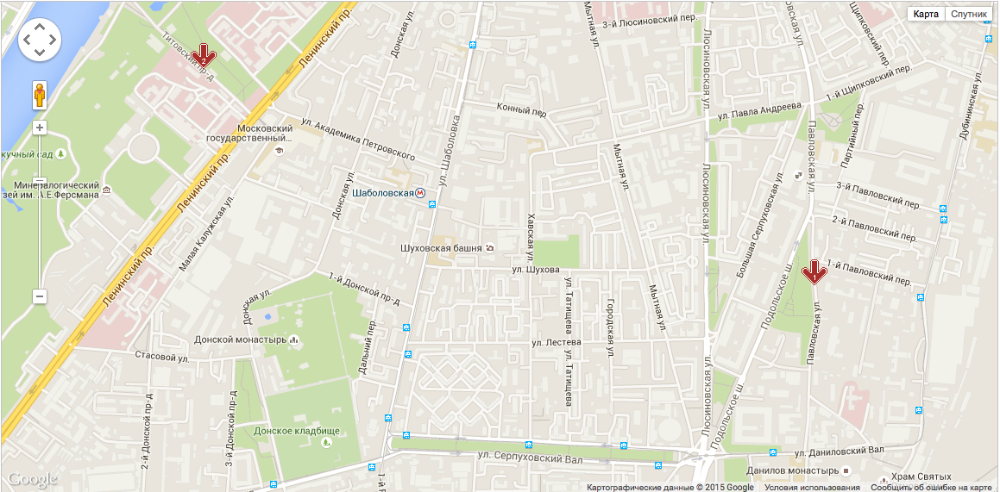 Карта
Спутник
Ленинский пр.
Донская ул.
Мытная ул.
3-й Люсиновский пер.
Люсиновская ул.
Павловская ул.
Щипковский пер.
Титовский пр-д
2
Конный пер.
ул. Павла Андреева
1-й Щипковский пер.
Дубининская ул.
ул. Академика Петровского
Московский
государственный...
ул. Шаболовка
Партийный пер.
Мытная ул.
Павловская ул.
кучный сад
Минералогический
зей им. А.Е.Ферсмана
Ленинский пр.
Шаболовская
М
Донская ул.
Люсиновская ул.
Большая Серпуховская ул.
3-й Павловский пер.
2-й Павловский пер.
Малая Калужская ул.
Хавская ул.
Шуховская башня
ул. Шухова
1
1-й Павловский пер.
Ленинский пр.
1-й Донской пр-д
Донская ул.
ул. Татищева
Городская ул.
Мытная ул.
Подольское ш.
Павловская ул.
Донской монастырь
Дальний пер.
ул. Лестева
Стасовой ул.
ул. Татищева
Люсиновская ул.
Подольское ш.
2-й Донской пр-д
3-й Донской пр-д
Донское кладбище
ул. Серпуховский Вал
ул. Даниловский Вал
Данилов монастырь
Храм Святых
Google
Картографические данные © 2015 Google
Условия использования
Сообщить об ошибке на карте